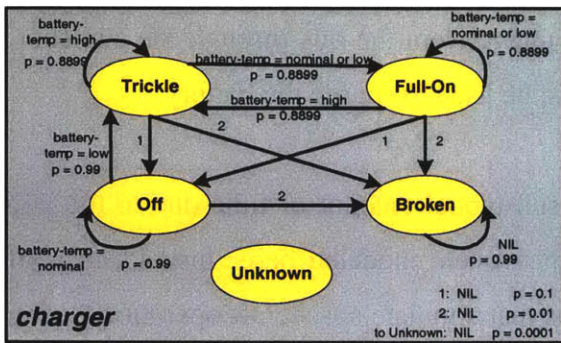 battery-
temp = high
p = 0.8899
Trickle
battery-temp = nominal or low
p = 0.8899
battery-temp = high
p = 0.8899
battery-temp =
nominal or low
p = 0.8899
Full-On
1
2
1
2
battery-
temp = low
p = 0.99
Off
2
Broken
battery-temp =
nominal
p = 0.99
Unknown
NIL
p = 0.99
1: NIL p = 0.1
2: NIL p = 0.01
to Unknown: NIL p = 0.0001
charger